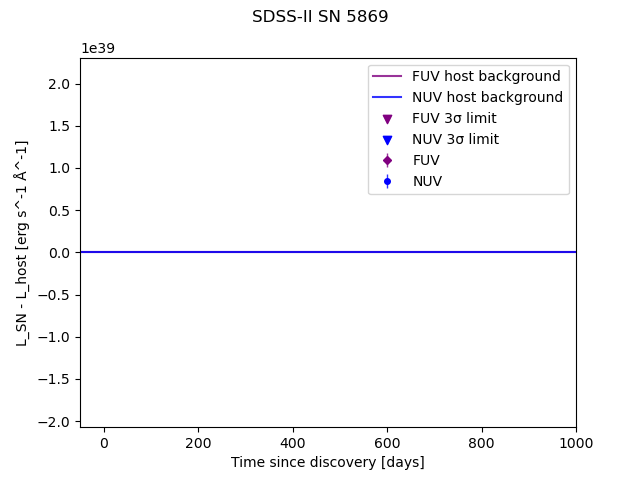 SDSS-II SN 5869
1e39
FUV host background
NUV host background
FUV 3σ limit
NUV 3σ limit
FUV
NUV
2.0
1.5
1.0
0.5
0.0
−0.5
−1.0
−1.5
−2.0
L_SN - L_host [erg s^-1 Å^-1]
0 200 400 600 800 1000
Time since discovery [days]